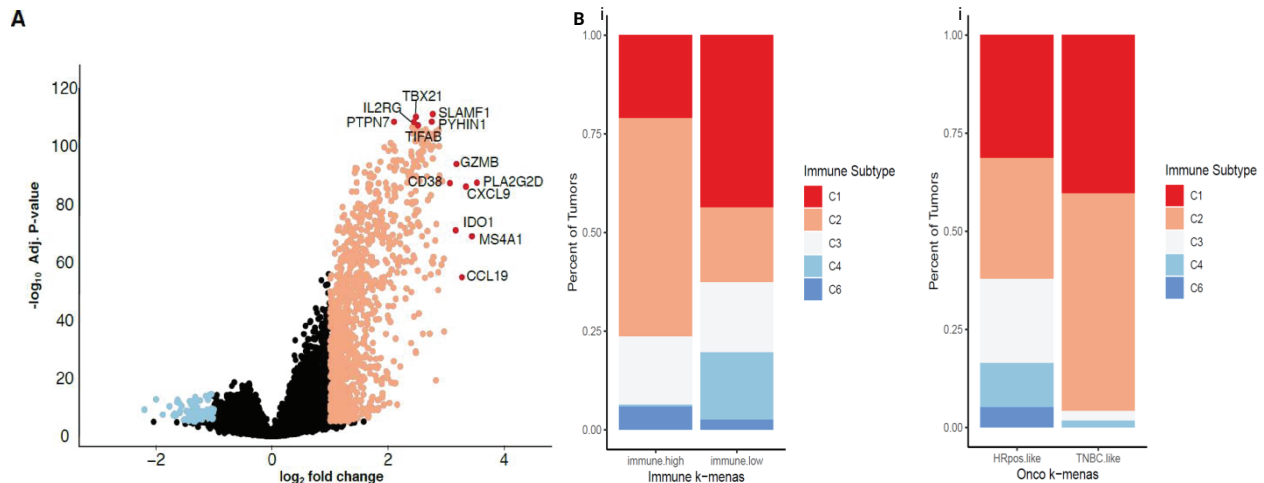 A
-log10 Adj. P-value
120
100
80
60
40
20
0
−2
0
2
4
log2 fold change
TBX21
IL2RG
SLAMF1
PTPN7
PYHIN1
TIFAB
GZMB
CD38
PLA2G2D
CXCL9
IDO1
MS4A1
CCL19
B
i
Percent of Tumors
1.00
0.75
0.50
0.25
0.00
immune.high
immune.low
Immune k-menas
Immune Subtype
C1
C2
C3
C4
C6
i
Percent of Tumors
1.00
0.75
0.50
0.25
0.00
HRpos.like
TNBC.like
Onco k-menas
Immune Subtype
C1
C2
C3
C4
C6